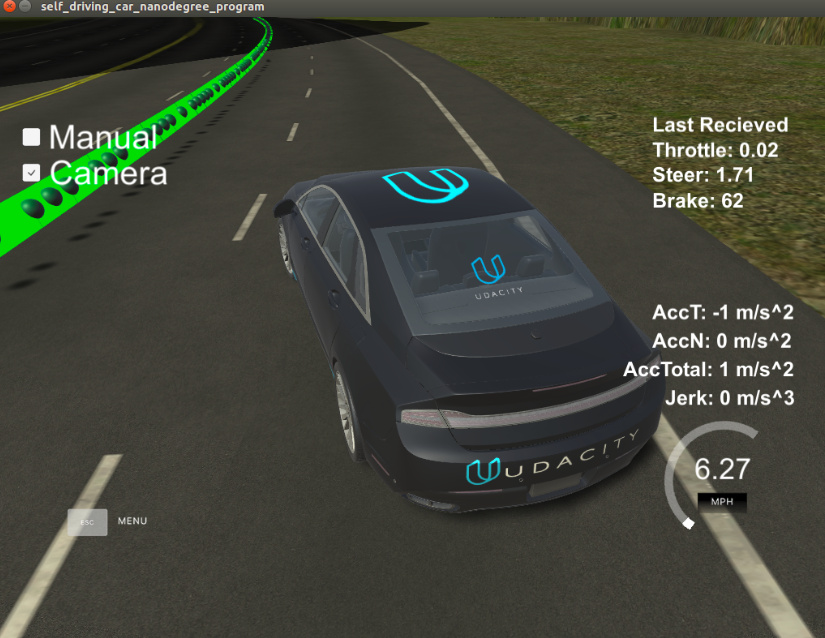 self_driving_car_nanodegree_program
Manual
Camera
Last Recieved
Throttle: 0.02
Steer: 1.71
Brake: 62
UDACITY
AccT: -1 m/s^2
AccN: 0 m/s^2
AccTotal: 1 m/s^2
Jerk: 0 m/s^3
UDACITY
6.27
MPH
ESC
MENU